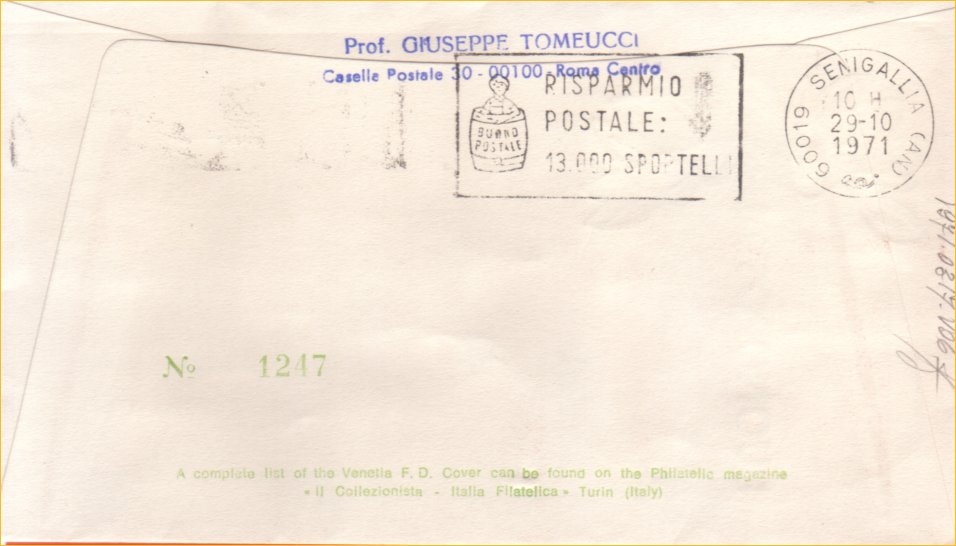 Prof. GIUSEPPE TOMEUCCI
Caselle Postale 30 - 00100 Roma Centro
RISPARMIO
POSTALE:
13.000 SPORTELLI
BUONO
POSTALE
60019 SENIGALLIA (AN)
10 H
29-10
1971
No 1247
A complete list of the Venetia F. D. Cover can be found on the Philatelic magazine
« Il Collezionista - Italia Filatelica » Turin (Italy)